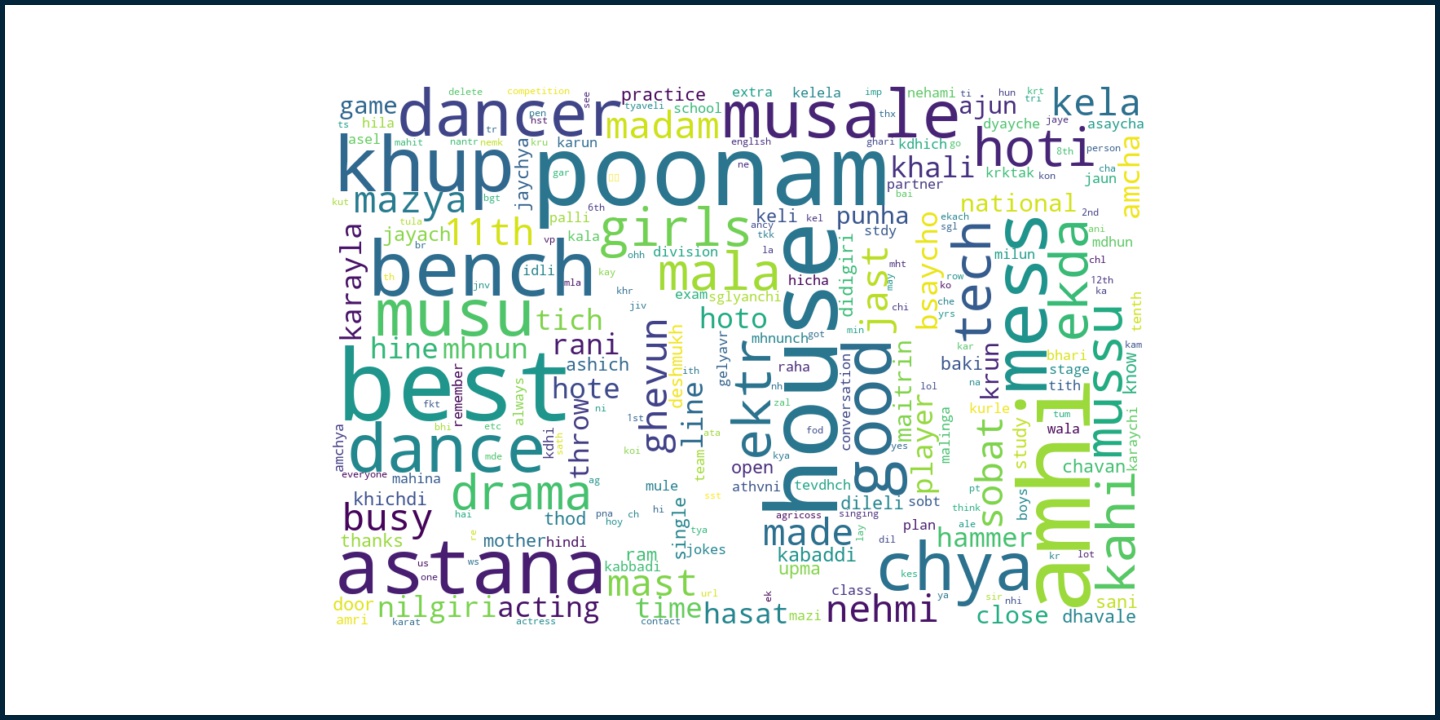 delete competition see practice extra kelela imp nehami ti hun krt tri
game dancer pen hst tyaveli school madam musale thx ajun kela
ts hila tr dyayche jaye asaycha
asel mahit nantr nemk kru karun english ghari kdhich go hoti 8th person
khup jaychya poonam ne khali krktak kon cha jaun amcha
kut mazya bgt gar 6th partner bai national 2nd
tula jayach 11th vp palli kala girls keli kel punha bsaycho ekach sgl ani mdhun
br ohh division ancy tkk stdy
karayla bench idli th jnv mla kay mala la hicha didigiri jast mht may tech milun mess ekda chl
khr exam sglyanchi house row ko 12th ka
musu tich jiv hoto chi che yrs tenth
hine mhnun rani ghevun deshmukh mhnunch got min good maitrin kar krun bhari mussu kam
best ashich ith gelyavr ektr raha conversation baki stage know
remember always hote line nh lol na tith
fkt ni 1st zal player malinga kurle tum
amchya dance bhi etc kdhi sath throw ata fod yes sobat study amhi wala karaychi
mde koi team kya
everyone mahina open chavan
khichdi drama ag mule athvni tevdhch pt boys kahi
sst dileli sobt
busy thod pna hoy ch hi single tya agricoss singing think
hai made lay plan ale
thanks re mother hindi jokes dil hammer
us ws ram kabaddi kr lot
astana one kabbadi mast upma chya kes
url ek class ya sir nhi sani
door nilgiri acting time hasat mazi nehmi close dhavale
amri karat actress contact